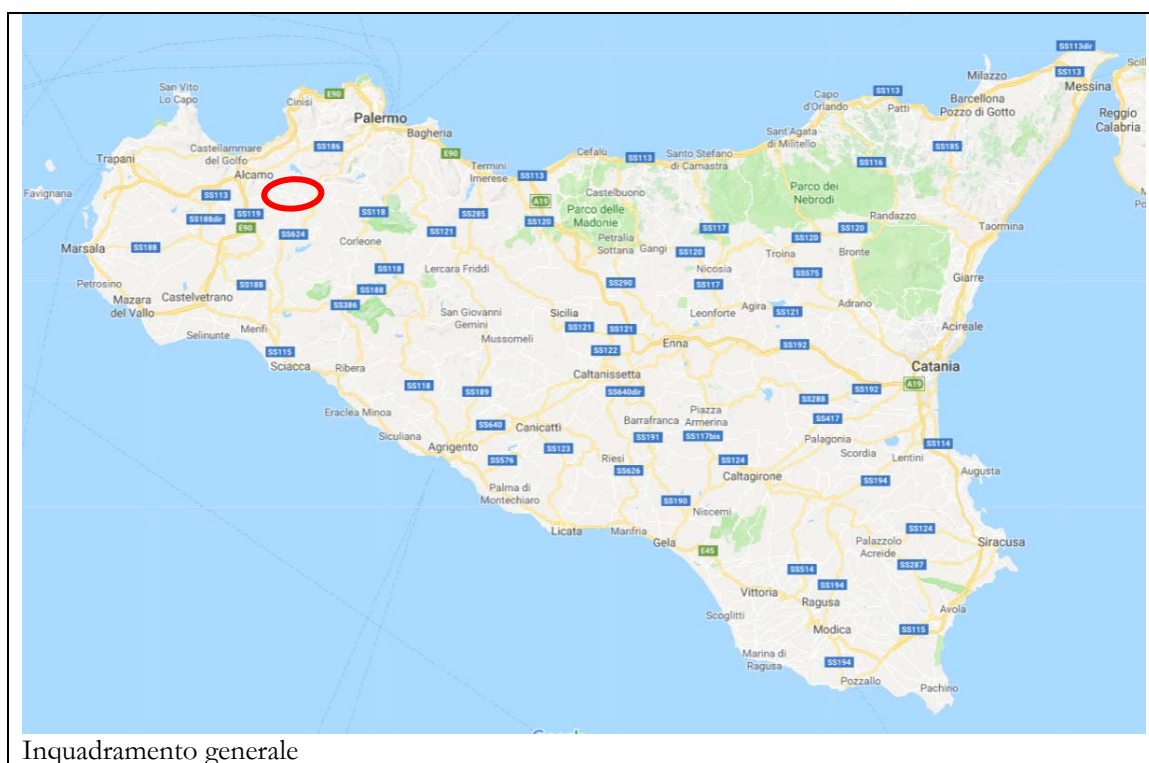 SS113dir
Milazzo
SS113
Messina
San Vito
Lo Capo
Cinisi
E90
Palermo
Capo
d'Orlando
SS113
Patti
Barcellona
Pozzo di Gotto
Reggio
Calabria
Bagheria
Castellammare
del Golfo
SS186
Sant'Agata
di Militello
SS185
Trapani
Alcamo
E90
Termini
Imerese
SS113
Cefalù
SS113
Santo Stefano
di Camastra
SS116
Favignana
SS113
A19
Castelbuono
Parco dei
Nebrodi
SS188dir
SS119
SS118
SS285
Parco delle
Madonie
SS120
Randazzo
E90
SS624
Corleone
SS121
SS120
Petralia
Sottana
Gangi
SS117
SS120
SS120
Taormina
Marsala
SS188
SS120
Troina
Bronte
SS118
Lercara Friddi
Nicosia
SS575
Giarre
Petrosino
SS188
SS188
SS290
SS117
Mazara
del Vallo
Castelvetrano
SS386
San Giovanni
Gemini
Sicilia
Leonforte
Agira
SS121
Adrano
Selinunte
Menfi
Mussomeli
SS121
SS121
Acireale
SS115
SS122
Enna
SS192
Sciacca
Ribera
Caltanissetta
Catania
SS118
SS189
SS640dir
SS192
A19
SS288
Eraclea Minoa
Barrafranca
Piazza
Armerina
SS417
Siculiana
SS640
Canicattì
SS191
SS117bis
Palagonia
SS114
Agrigento
SS123
Riesi
Scordia
Lentini
SS576
SS626
SS124
Caltagirone
Augusta
Palma di
Montechiaro
SS190
SS194
Niscemi
Licata
Manfria
Gela
Palazzolo
Acreide
SS124
Siracusa
E45
SS287
SS514
SS194
Vittoria
Ragusa
Avola
Scoglitti
Modica
SS115
Marina di
Ragusa
SS194
Pozzallo
Pachino
Inquadramento generale